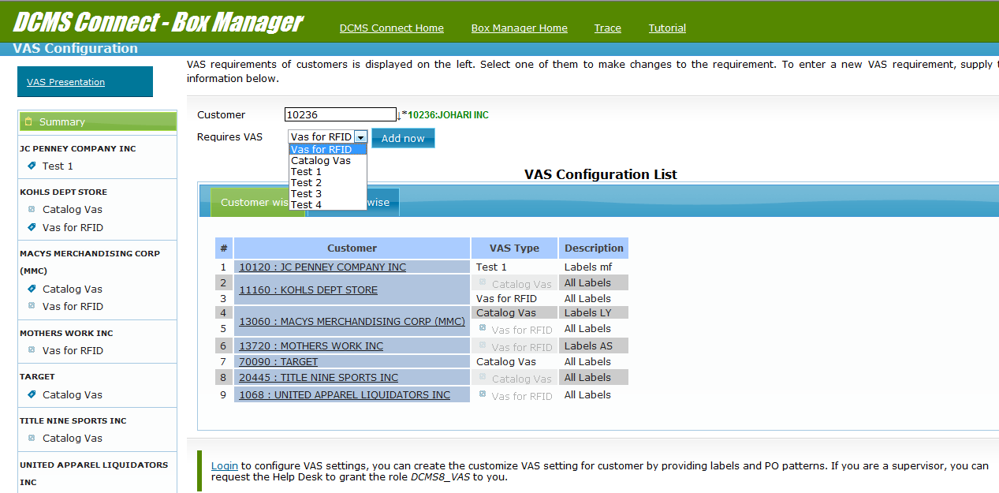 DCMS Connect - Box Manager
DCMS Connect Home Box Manager Home Trace Tutorial
VAS Configuration
VAS Presentation
Summary
JC PENNEY COMPANY INC
Test 1
KOHLS DEPT STORE
Catalog Vas
Vas for RFID
MACYS MERCHANDISING CORP
(MMC)
Catalog Vas
Vas for RFID
MOTHERS WORK INC
Vas for RFID
TARGET
Catalog Vas
TITLE NINE SPORTS INC
Catalog Vas
UNITED APPAREL LIQUIDATORS
INC
VAS requirements of customers is displayed on the left. Select one of them to make changes to the requirement. To enter a new VAS requirement, supply
information below.
Customer 10236 ↓*10236:JOHARI INC
Requires VAS Vas for RFID Add now
Vas for RFID
Catalog Vas
Test 1
Test 2
Test 3
Test 4
VAS Configuration List
Customer wis wise
# Customer VAS Type Description
1 10120 : JC PENNEY COMPANY INC Test 1 Labels mf
2 11160 : KOHLS DEPT STORE Catalog Vas All Labels
3 Vas for RFID All Labels
4 13060 : MACYS MERCHANDISING CORP (MMC) Catalog Vas Labels LY
5 Vas for RFID All Labels
6 13720 : MOTHERS WORK INC Vas for RFID Labels AS
7 70090 : TARGET Catalog Vas All Labels
8 20445 : TITLE NINE SPORTS INC Catalog Vas All Labels
9 1068 : UNITED APPAREL LIQUIDATORS INC Vas for RFID All Labels
Login to configure VAS settings, you can create the customize VAS setting for customer by providing labels and PO patterns. If you are a supervisor, you can
request the Help Desk to grant the role DCMS8_VAS to you.